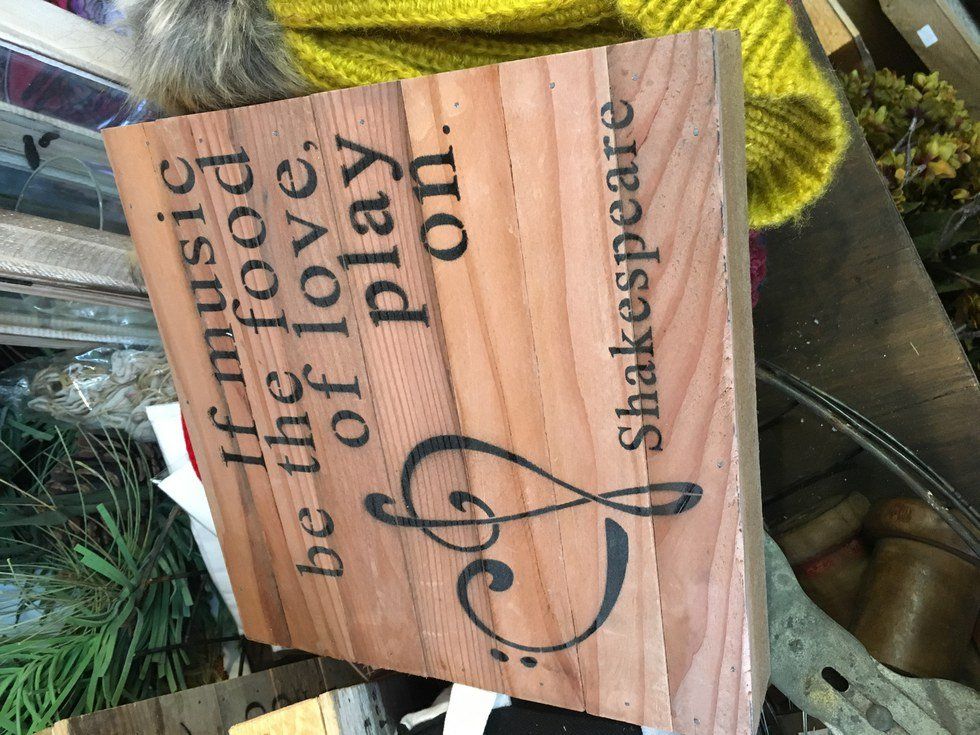 If music
be the food
of love,
play
on.
Shakespeare